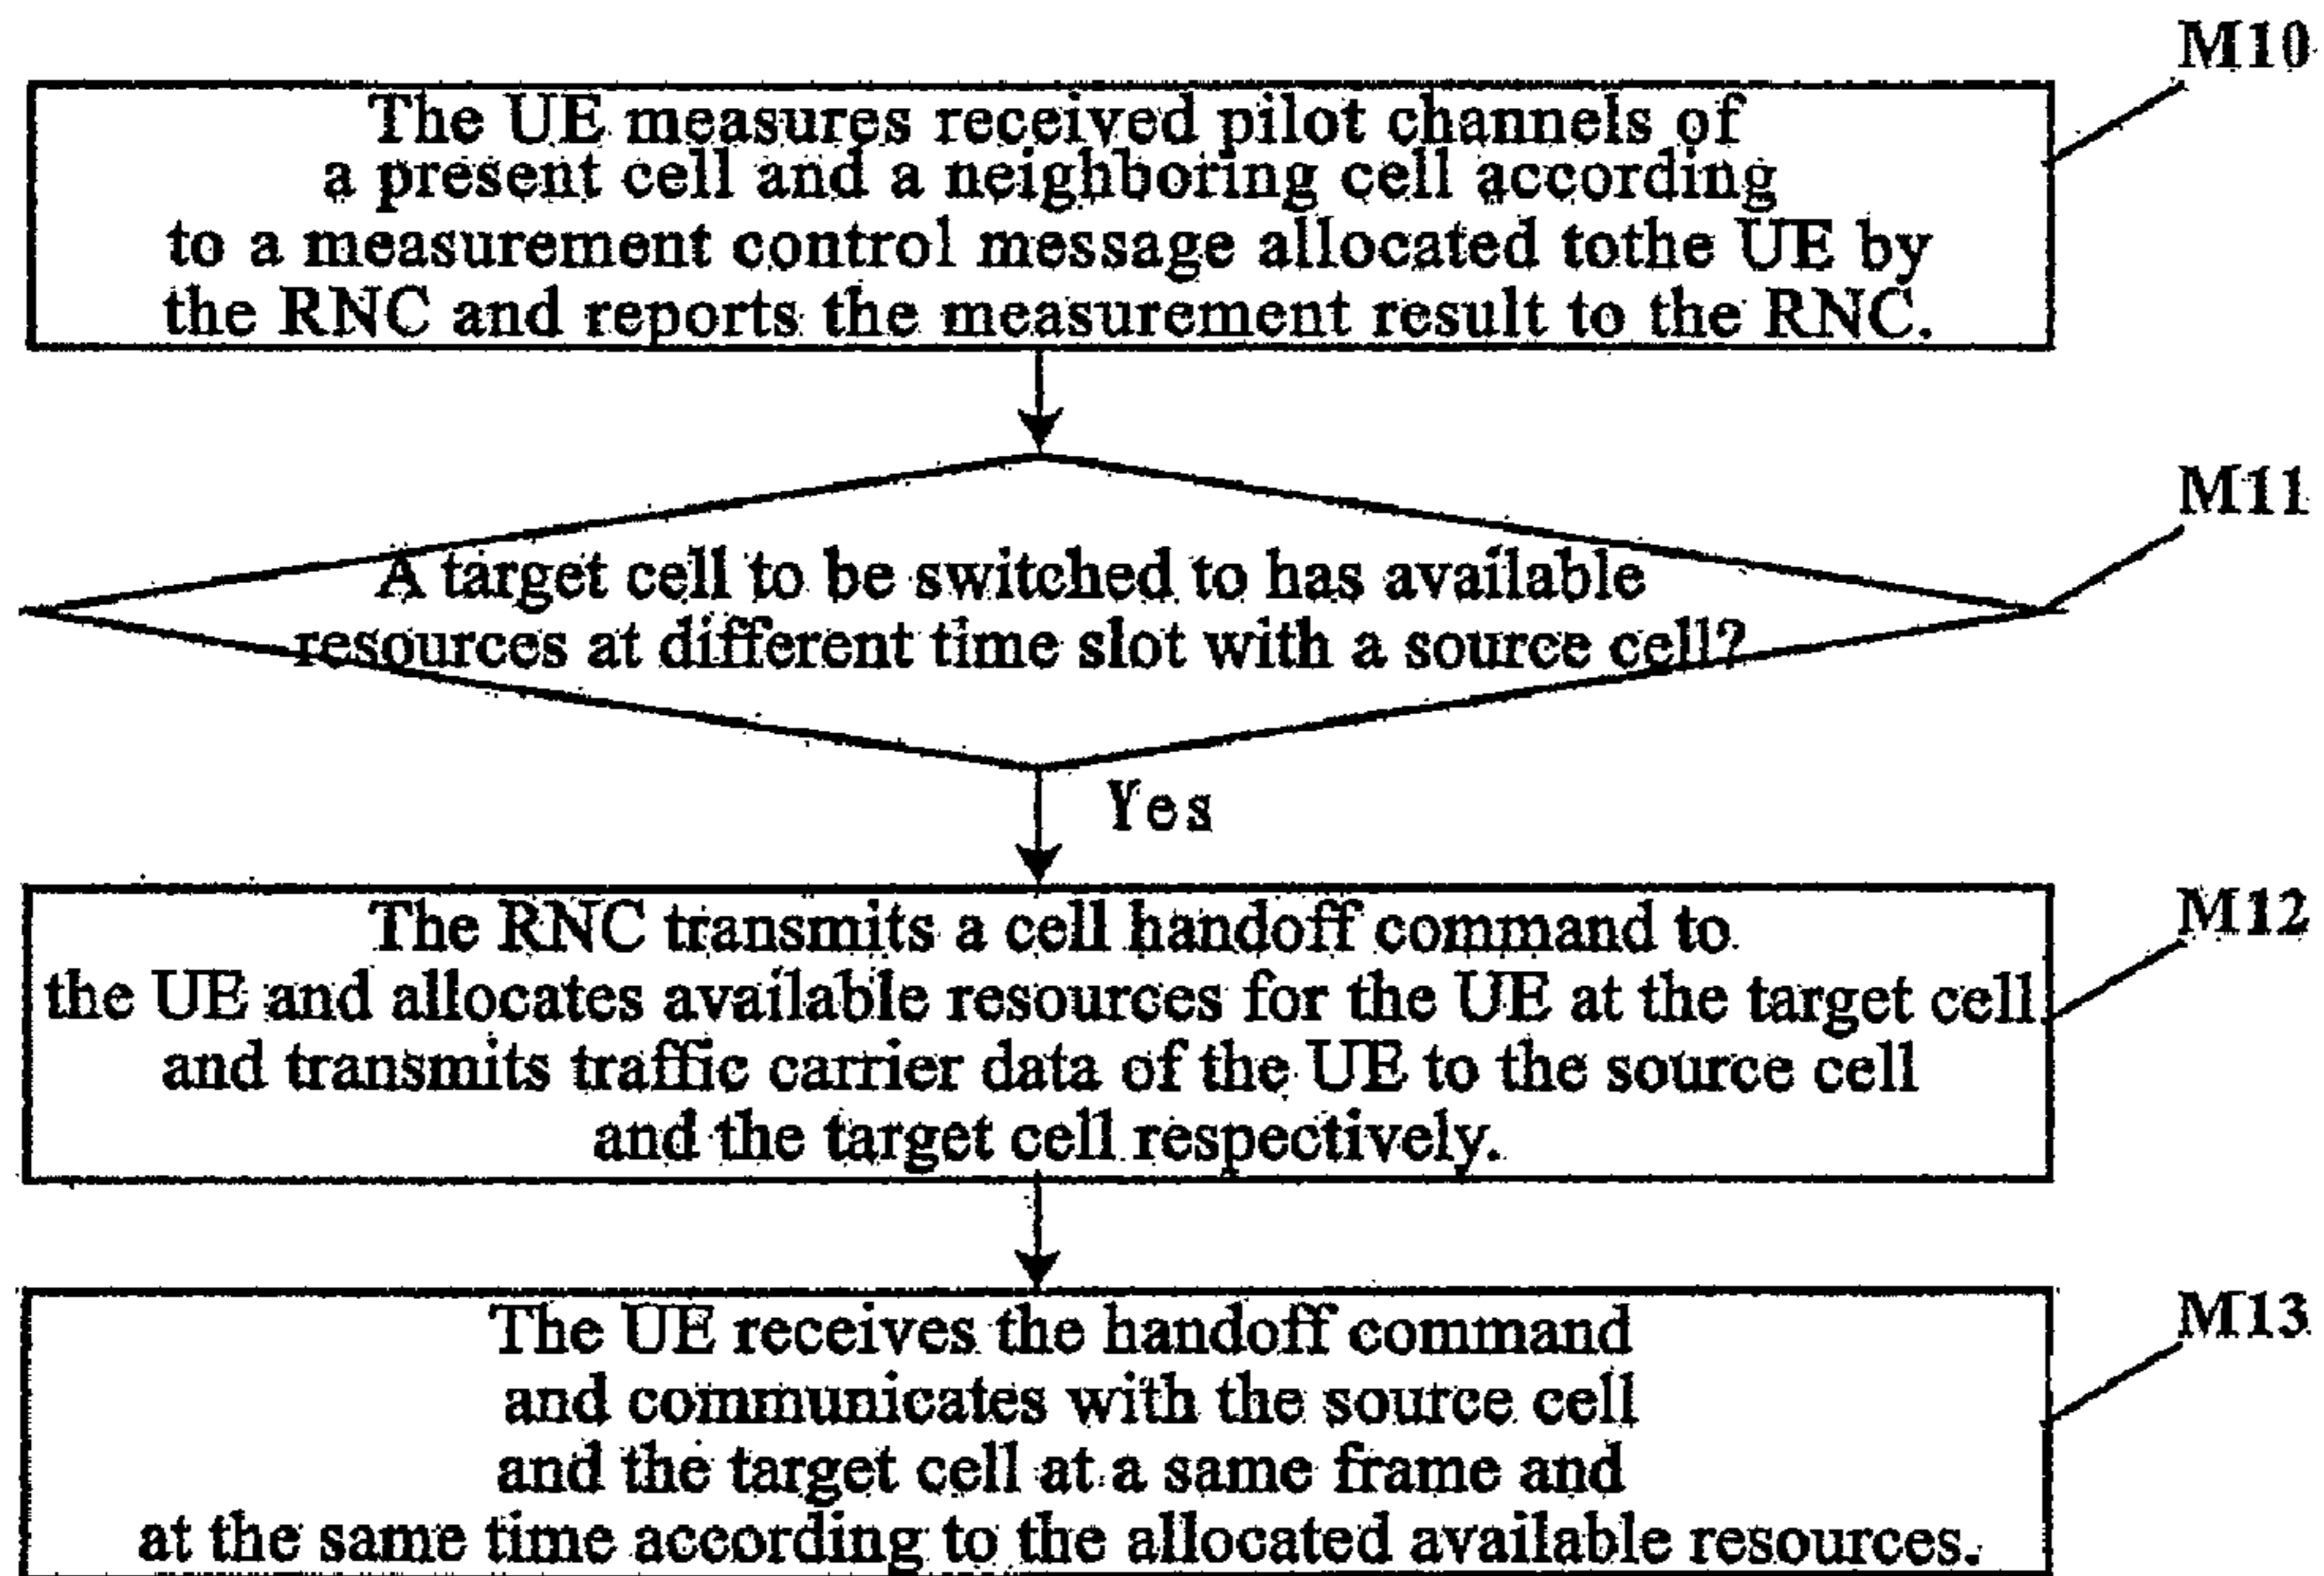 M10
The UE measures received pilot channels of
a present cell and a neighboring cell according
to a measurement control message allocated tothe UE by
the RNC and reports the measurement result to the RNC.
M11
A target cell to be switched to has available
resources at different time slot with a source cell?
Yes
M12
The RNC transmits a cell handoff command to
the UE and allocates available resources for the UE at the target cell
and transmits traffic carrier data of the UE to the source cell
and the target cell respectively.
M13
The UE receives the handoff command
and communicates with the source cell
and the target cell at a same frame and
at the same time according to the allocated available resources.